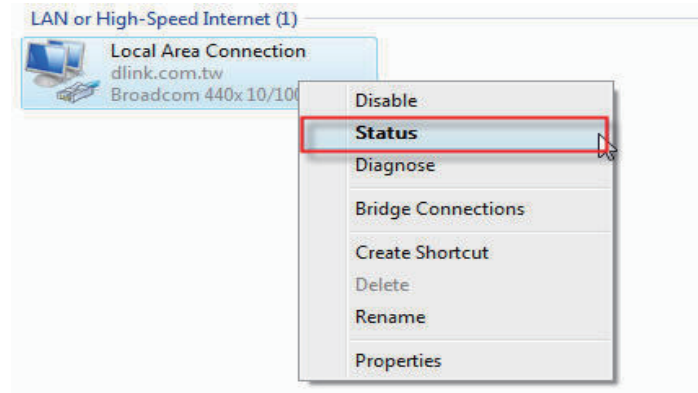 LAN or High-Speed Internet (1)
Local Area Connection
dlink.com.tw
Broadcom 440x 10/100
Disable
Status
Diagnose
Bridge Connections
Create Shortcut
Delete
Rename
Properties